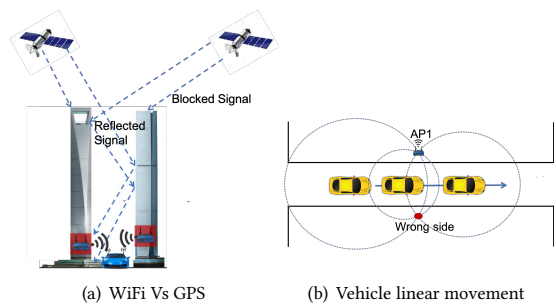 Blocked Signal
Reflected
Signal
AP1
Wrong side
(a) WiFi Vs GPS
(b) Vehicle linear movement